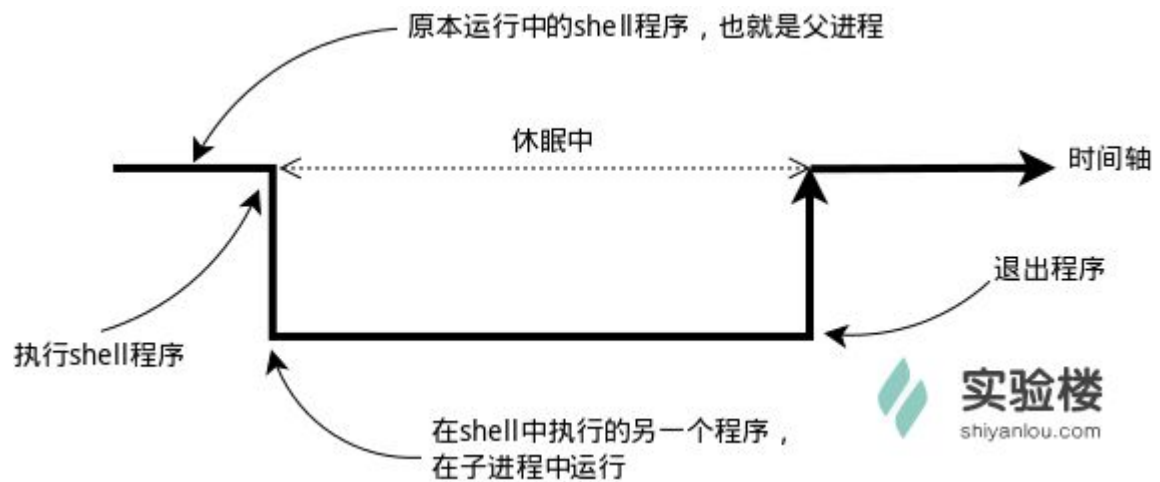 原本运行中的shell程序，也就是父进程
休眠中
时间轴
退出程序
执行shell程序
在shell中执行的另一个程序，
在子进程中运行
实验楼
shiyanlou.com